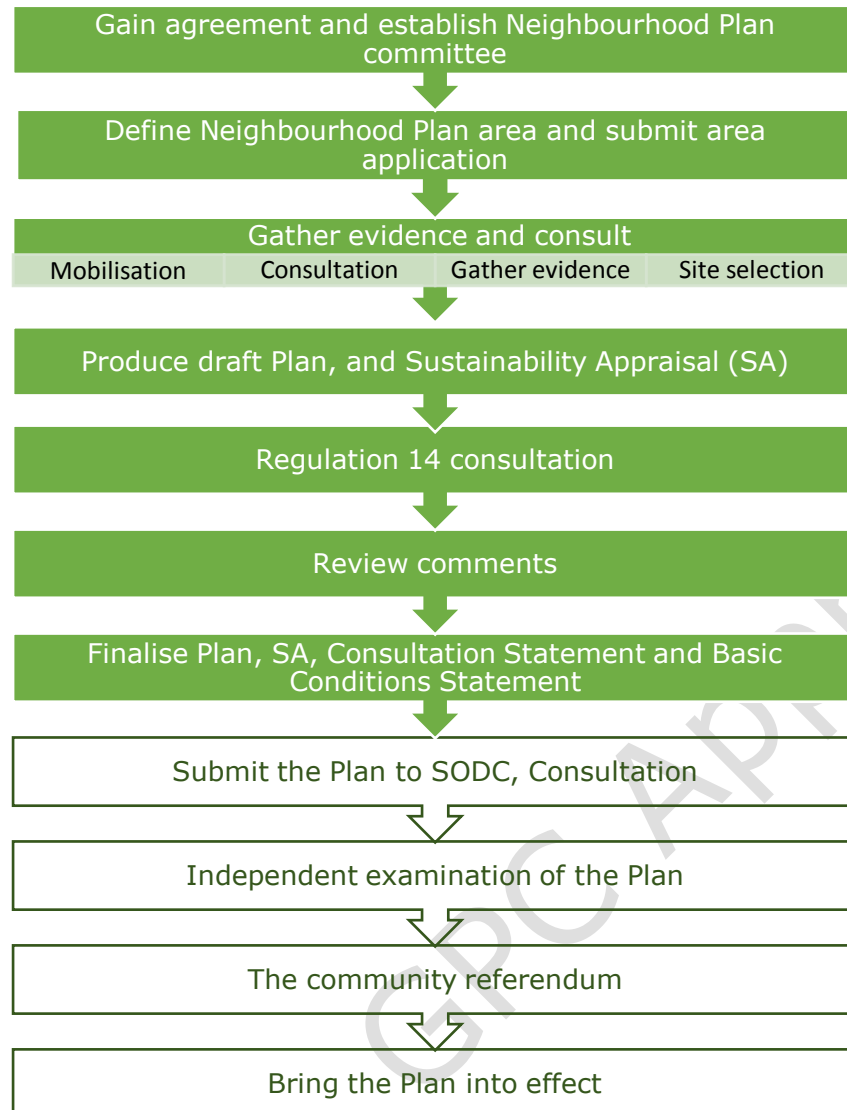 Gain agreement and establish Neighbourhood Plan
committee
Define Neighbourhood Plan area and submit area
application
Gather evidence and consult
Mobilisation Consultation Gather evidence Site selection
Produce draft Plan, and Sustainability Appraisal (SA)
Regulation 14 consultation
Review comments
Finalise Plan, SA, Consultation Statement and Basic
Conditions Statement
Submit the Plan to SODC, Consultation
Independent examination of the Plan
The community referendum
Bring the Plan into effect
GPC